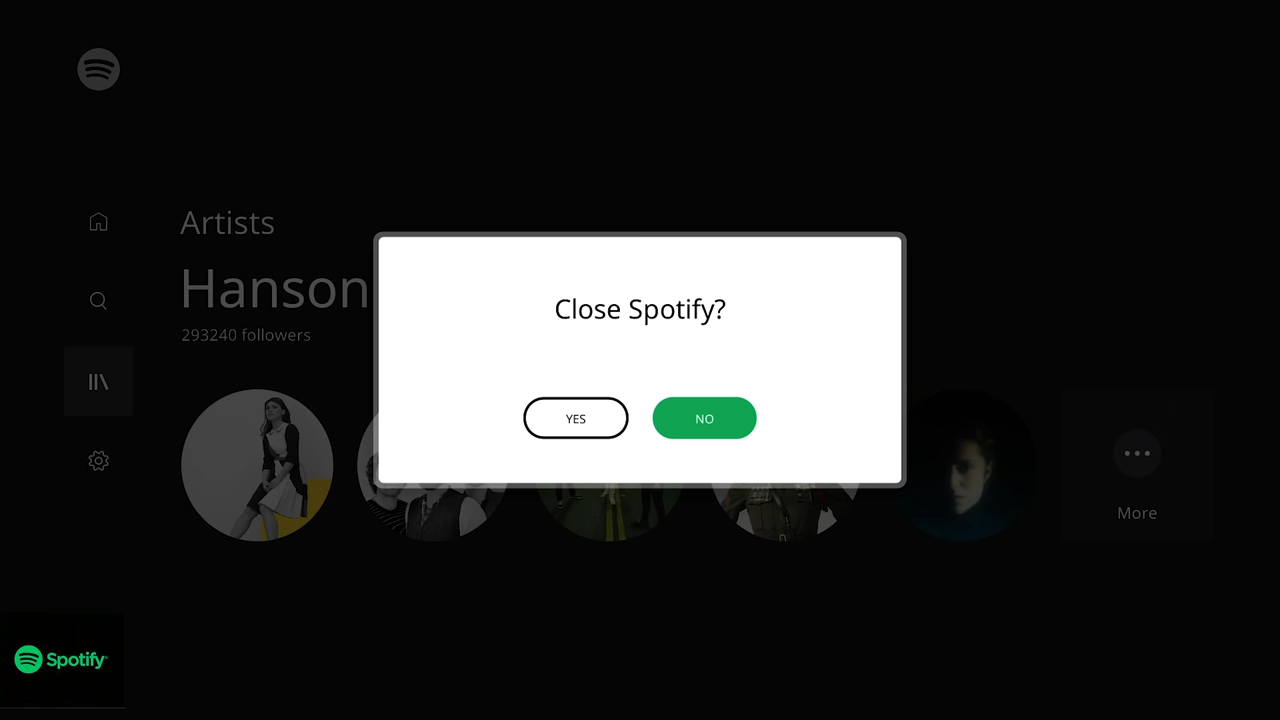 Artists
Hanson
293240 followers
Close Spotify?
YES
NO
More
Spotify